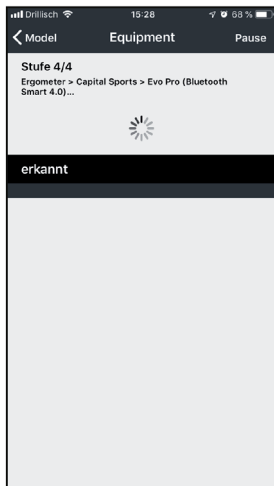 Drillisch 15:28 68 %
Model Equipment Pause
Stufe 4/4
Ergometer > Capital Sports > Evo Pro (Bluetooth
Smart 4.0)...
erkannt